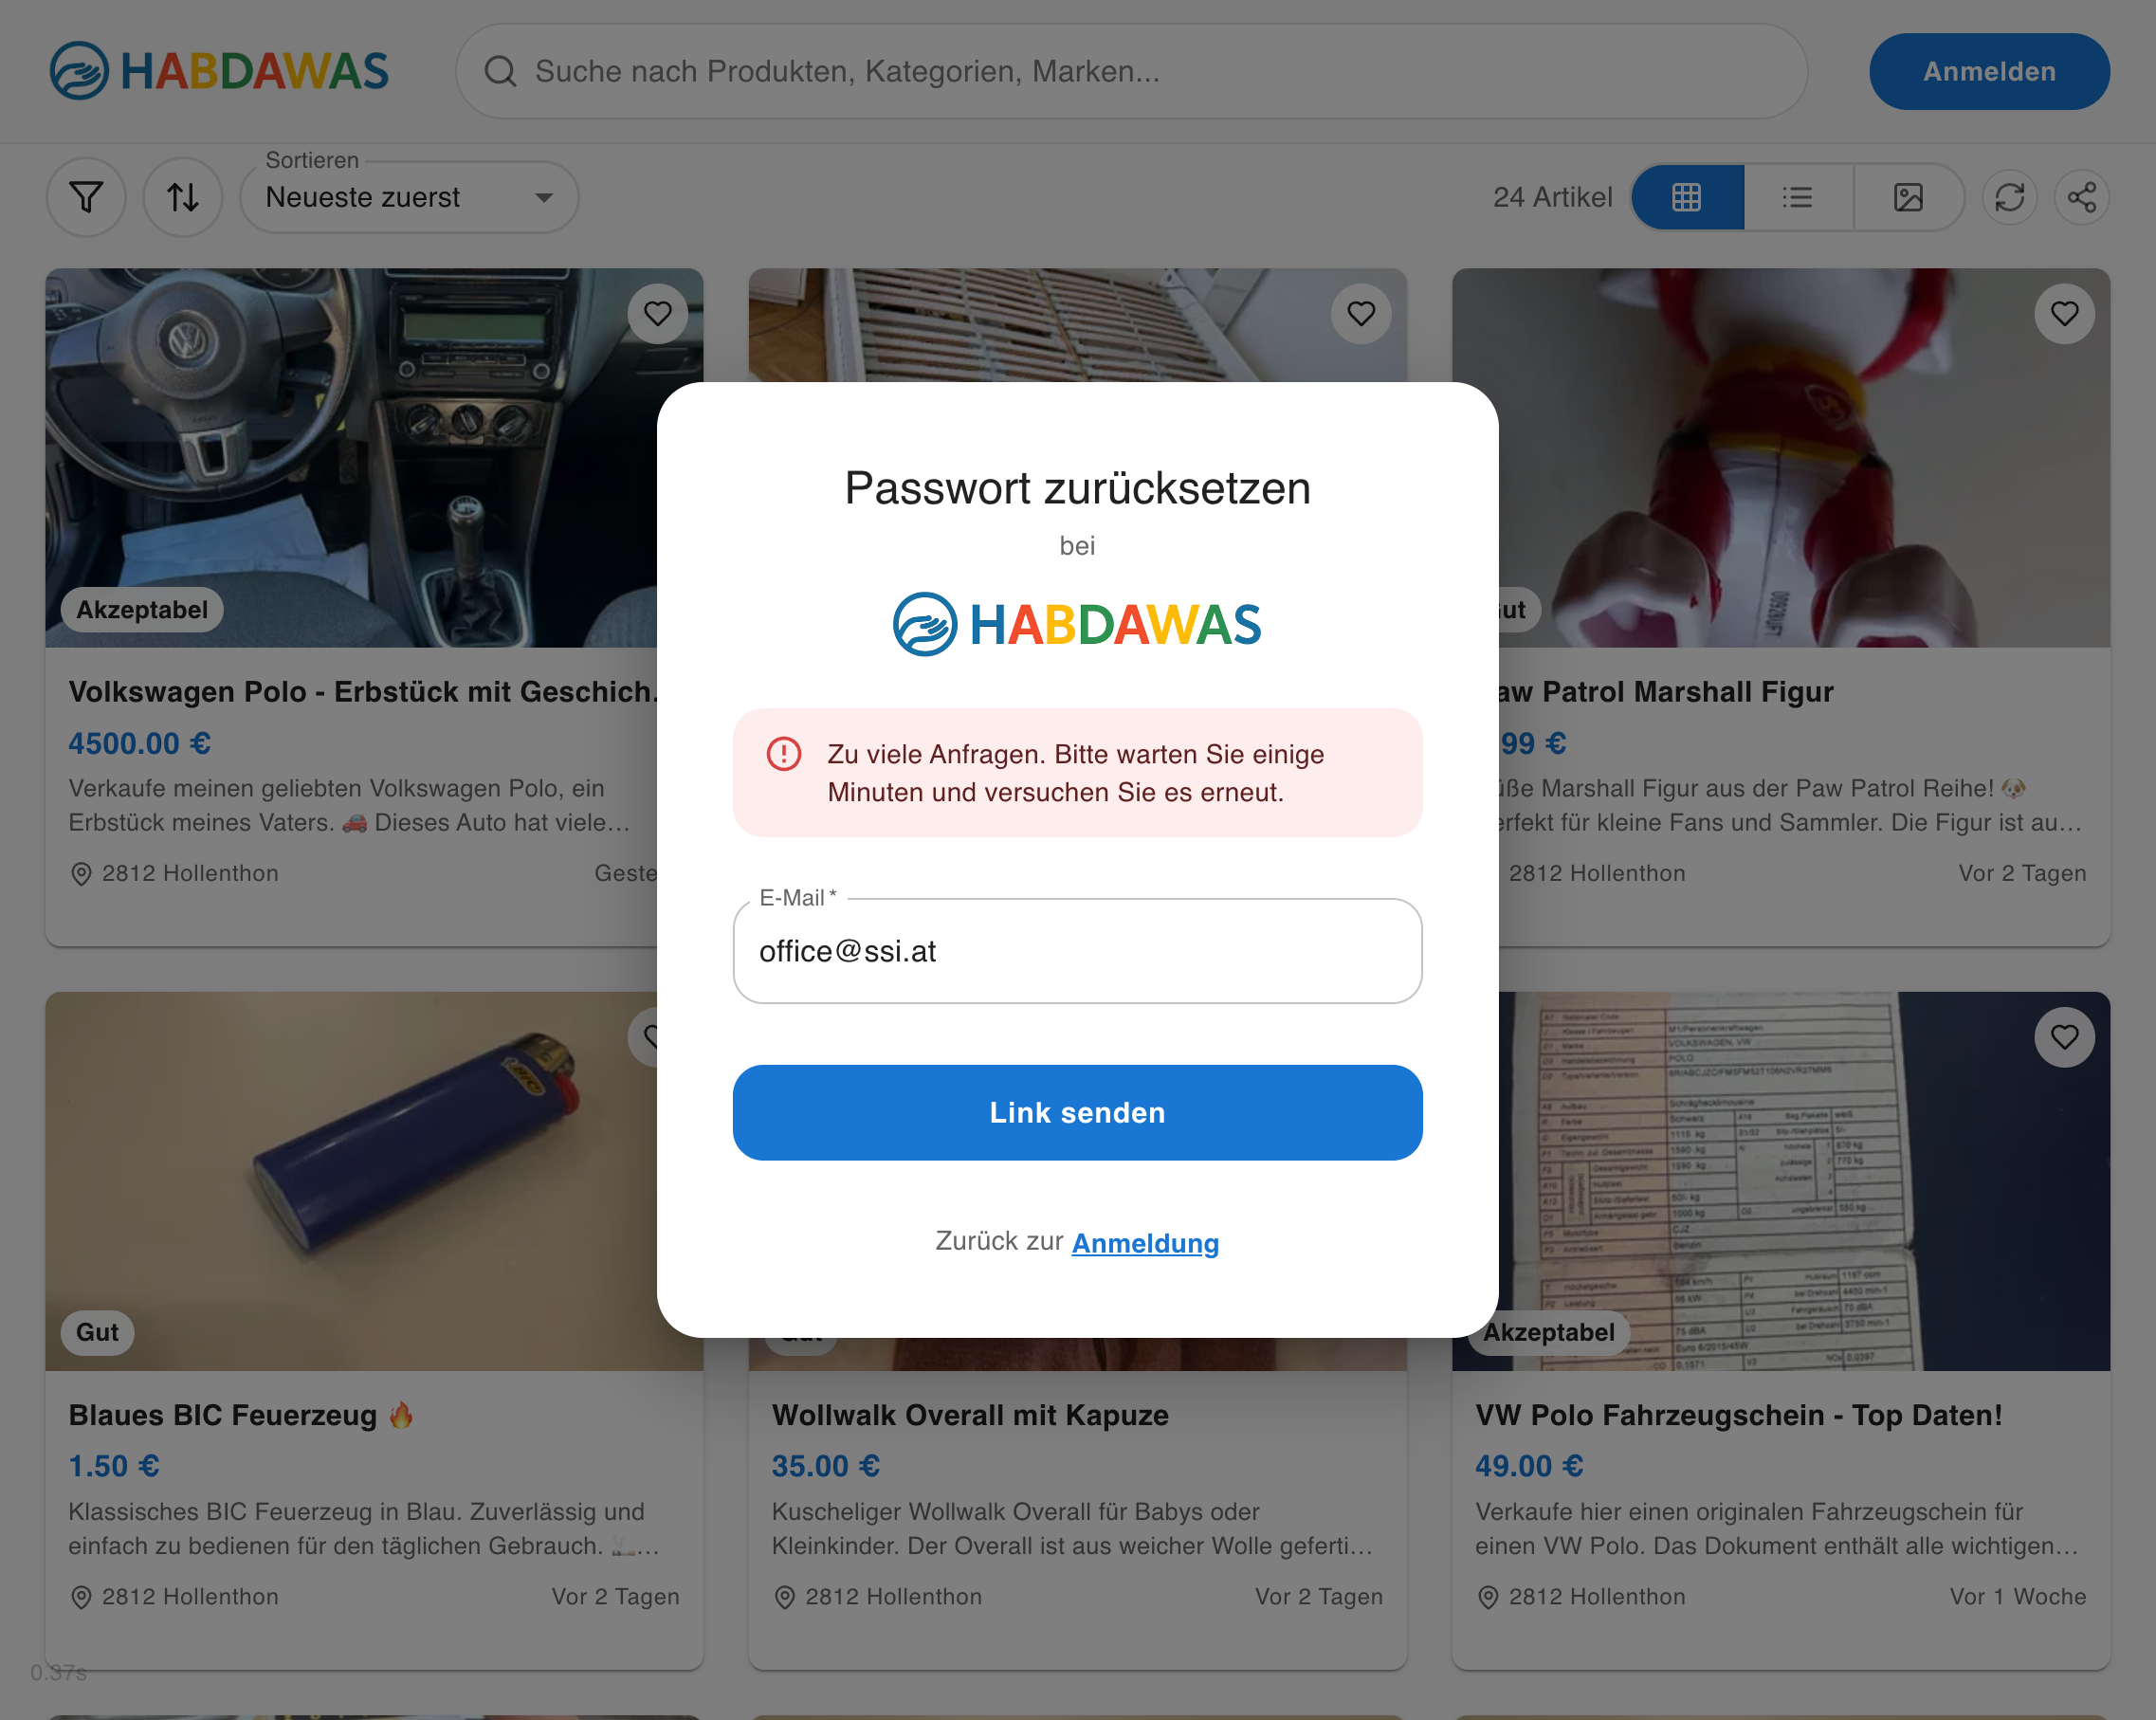 HABDAWAS
Suche nach Produkten, Kategorien, Marken...
Anmelden
Sortieren
Neueste zuerst
24 Artikel
Akzeptabel
Volkswagen Polo - Erbstück mit Geschich.
4500.00 €
Verkaufe meinen geliebten Volkswagen Polo, ein
Erbstück meines Vaters. 🚗 Dieses Auto hat viele…
2812 Hollenthon
Geste
ut
aw Patrol Marshall Figur
99 €
üße Marshall Figur aus der Paw Patrol Reihe! 🐶
erfekt für kleine Fans und Sammler. Die Figur ist au…
2812 Hollenthon
Vor 2 Tagen
Passwort zurücksetzen
bei
HABDAWAS
Zu viele Anfragen. Bitte warten Sie einige
Minuten und versuchen Sie es erneut.
E-Mail *
office@ssi.at
Link senden
Zurück zur Anmeldung
BIC
Gut
Blaues BIC Feuerzeug 🔥
1.50 €
Klassisches BIC Feuerzeug in Blau. Zuverlässig und
einfach zu bedienen für den täglichen Gebrauch. 🚬…
2812 Hollenthon
Vor 2 Tagen
Gut
Wollwalk Overall mit Kapuze
35.00 €
Kuscheliger Wollwalk Overall für Babys oder
Kleinkinder. Der Overall ist aus weicher Wolle geferti…
2812 Hollenthon
Vor 2 Tagen
VOLKSWAGEN, VW
POLO
Akzeptabel
VW Polo Fahrzeugschein - Top Daten!
49.00 €
Verkaufe hier einen originalen Fahrzeugschein für
einen VW Polo. Das Dokument enthält alle wichtigen…
2812 Hollenthon
Vor 1 Woche
0.37s